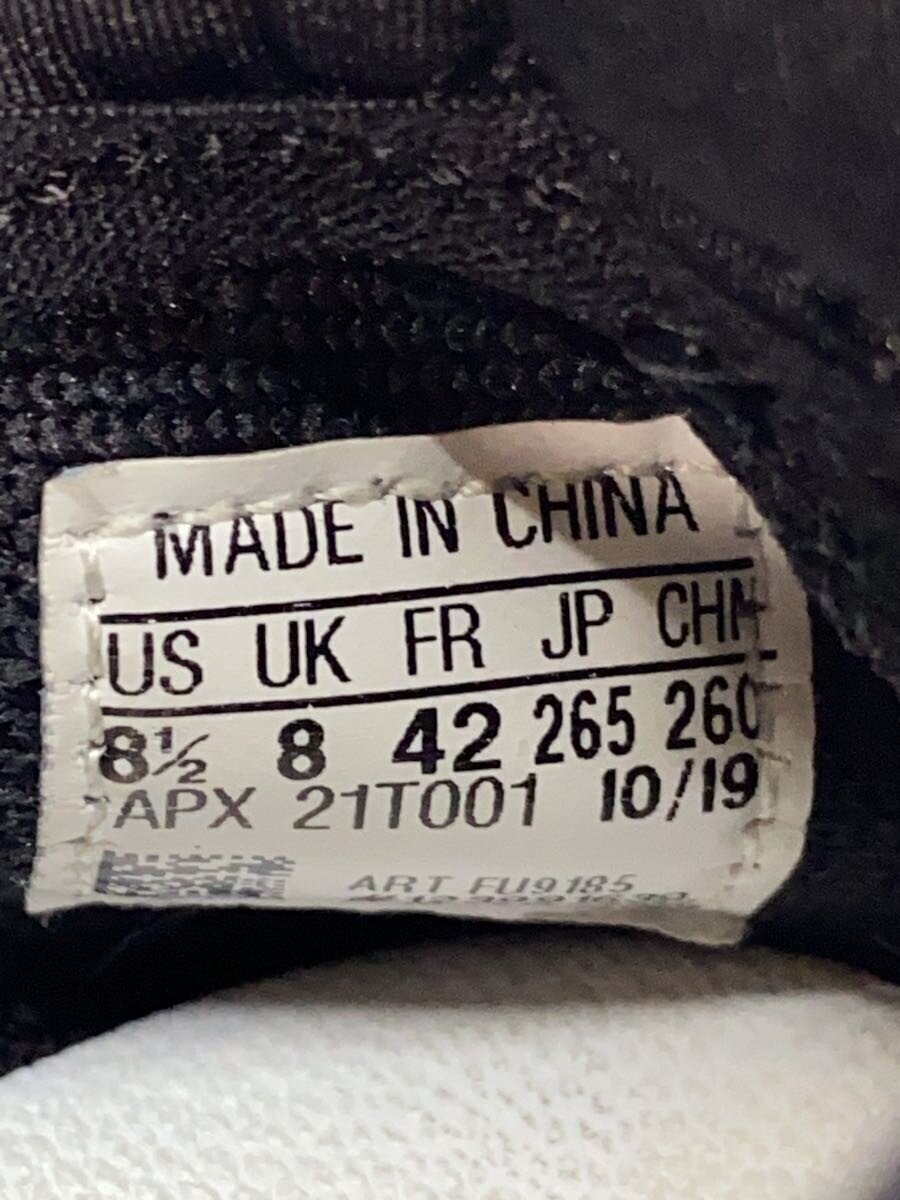 MADE IN CHINA
US UK FR JP CHN
8½ 8 42 265 260
APX 21T001 10/19
ART FU9185